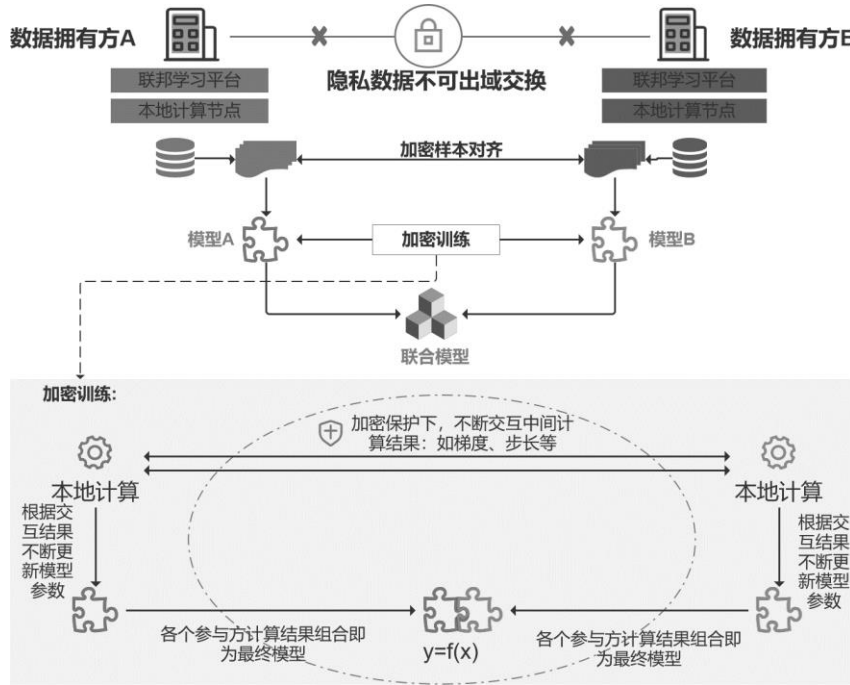 数据拥有方A
数据拥有方B
隐私数据不可出域交换
联邦学习平台
联邦学习平台
本地计算节点
本地计算节点
加密样本对齐
模型A
加密训练
模型B
联合模型
加密训练:
加密保护下，不断交互中间计
算结果：如梯度、步长等
本地计算
本地计算
根据交
互结果
不断更
新模型
参数
根据交
互结果
不断更
新模型
参数
各个参与方计算结果组合即
为最终模型
y=f(x)
各个参与方计算结果组合即
为最终模型